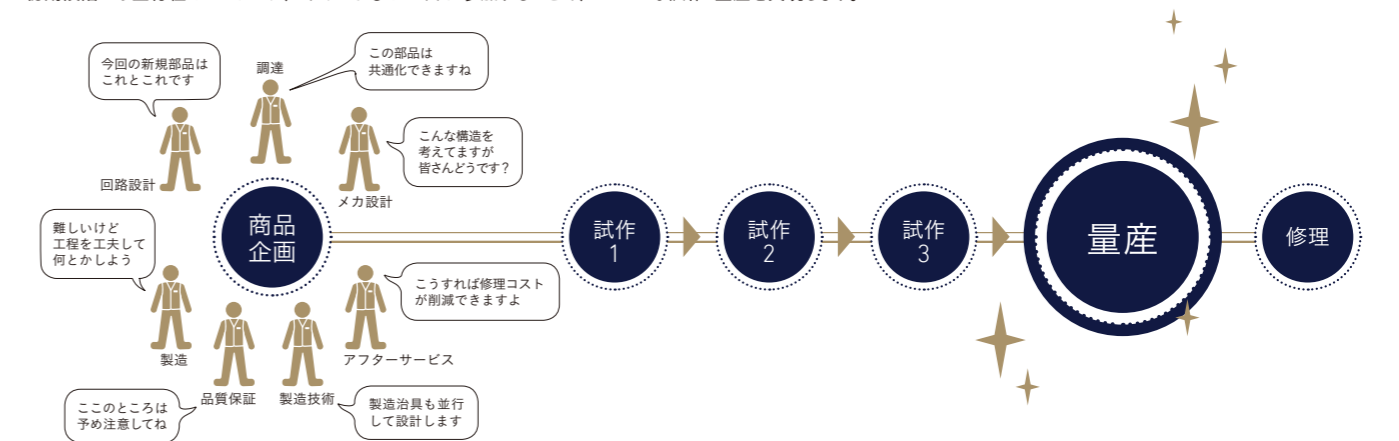 今回の新規部品は
これとこれです
調達
この部品は
共通化できますね
こんな構造を
考えてますが
皆さんどうです？
回路設計
メカ設計
難しいけど
工程を工夫して
何とかしよう
商品
企画
試作
1
試作
2
試作
3
量産
修理
こうすれば修理コスト
が削減できますよ
製造
アフターサービス
品質保証
製造技術
ここのところは
予め注意してね
製造治具も並行
して設計します